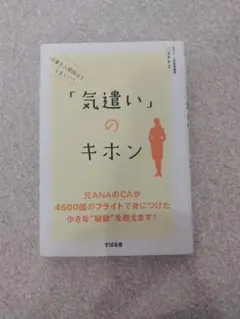 「気遣い」
の
キホン
元ANAのCAが
4500回のフライトで身につけた
小さな“秘密”を教えます!
すばる舎